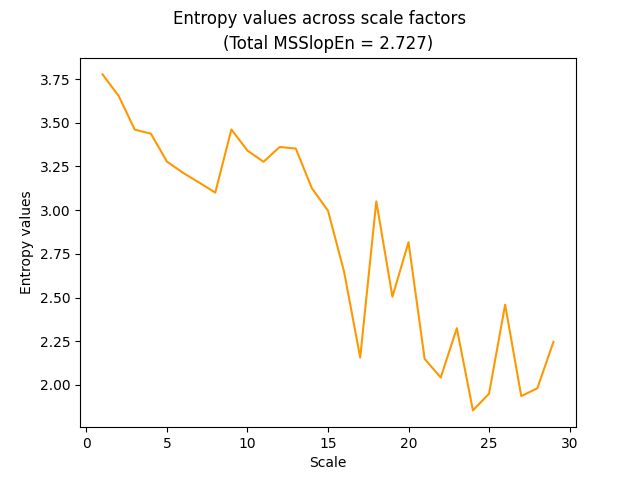 Entropy values across scale factors
(Total MSSlopEn = 2.727)
3.75
3.50
3.25
3.00
2.75
2.50
2.25
2.00
Entropy values
0 5 10 15 20 25 30
Scale